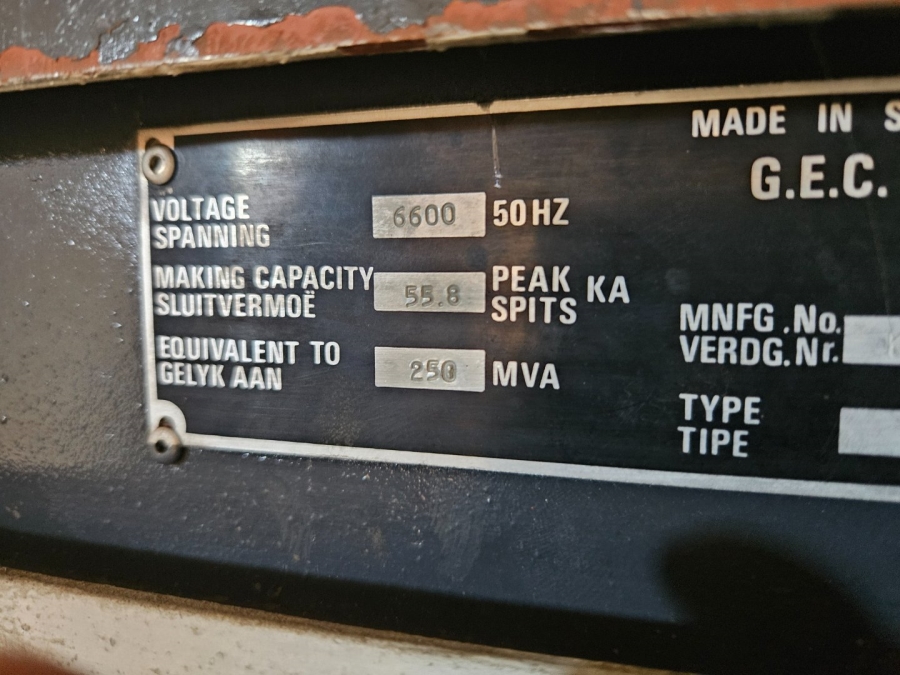 MADE IN S
G.E.C.
VOLTAGE 6600 50 HZ
SPANNING
MAKING CAPACITY 55.8 PEAK KA
SLUITVERMOË SPITS
EQUIVALENT TO 250 MVA
GELYK AAN
MNFG.No.
VERDG.Nr.
TYPE
TIPE